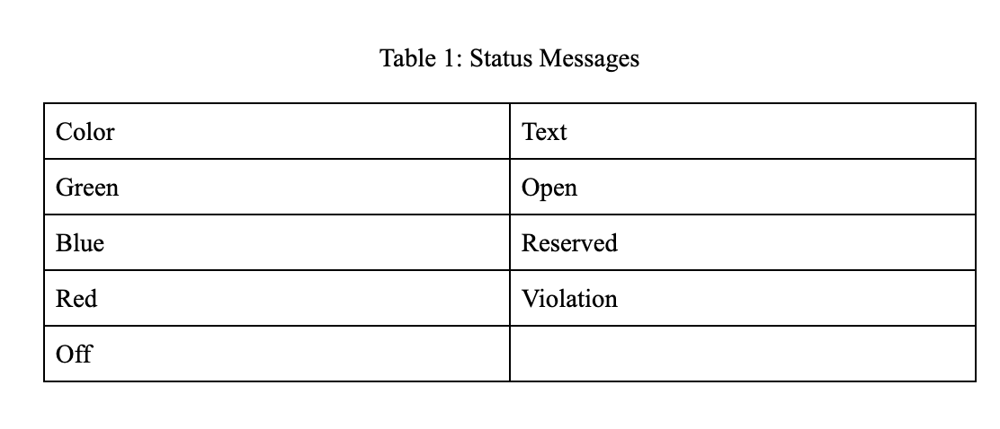 Table 1: Status Messages
Color Text
Green Open
Blue Reserved
Red Violation
Off